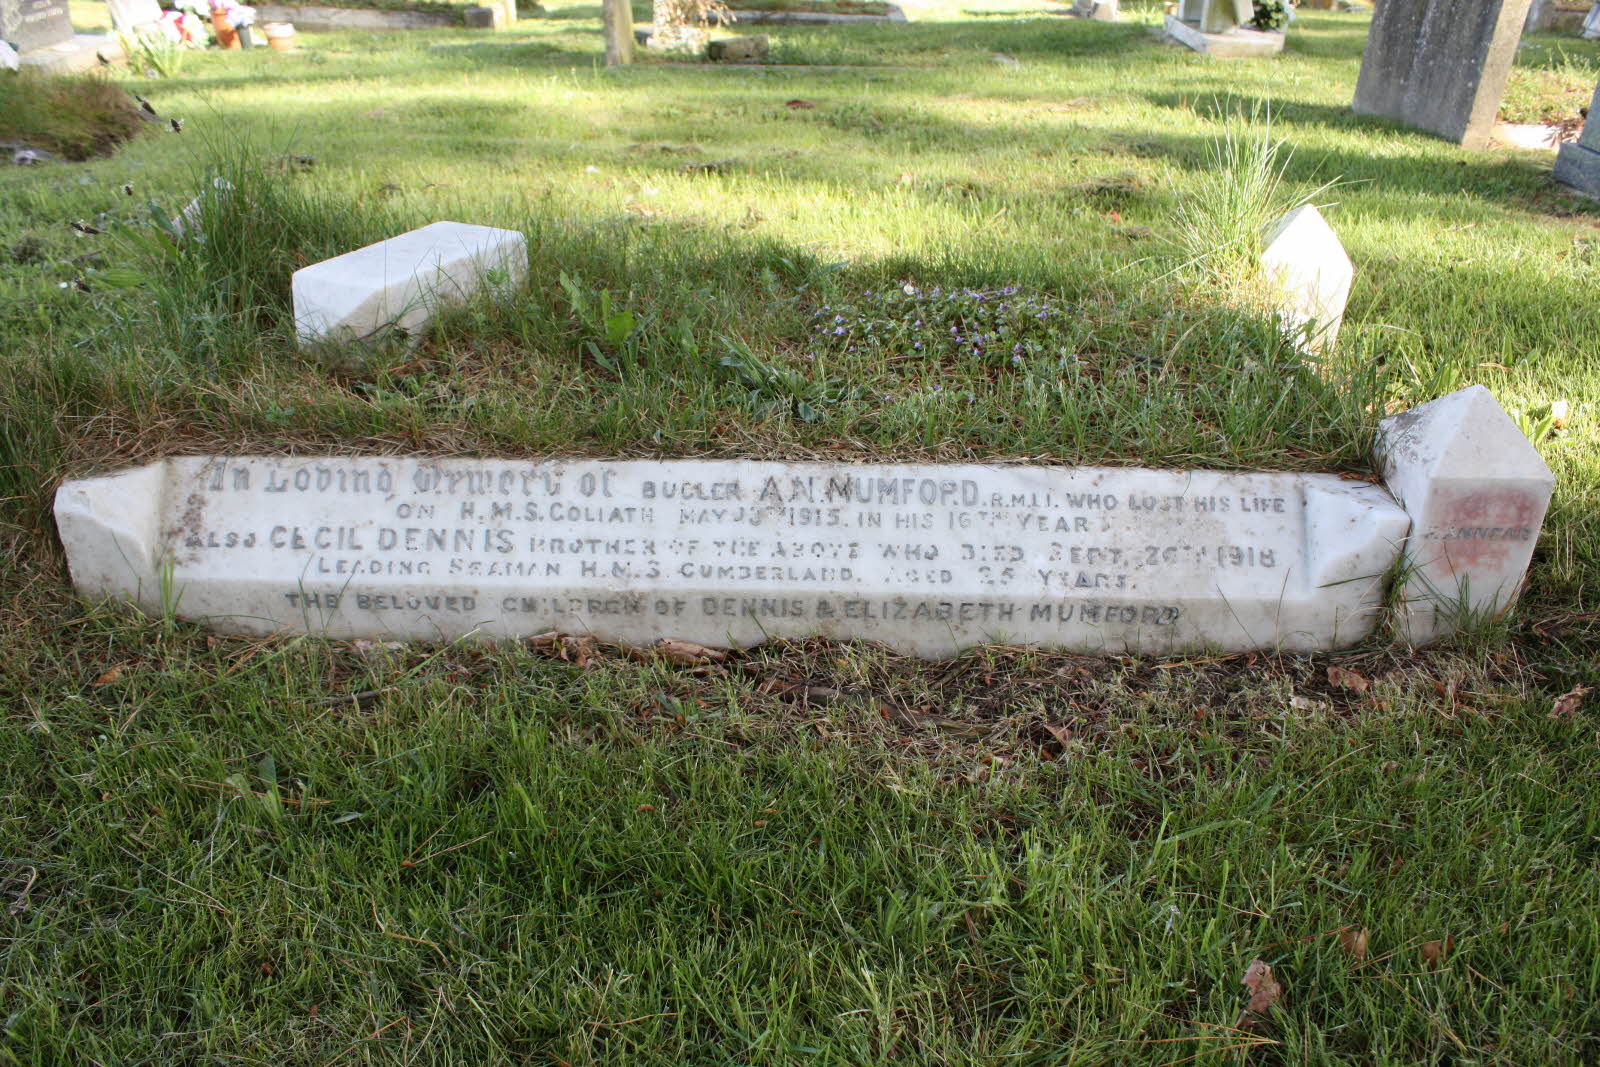 In Loving Memory of BUGLER A.N. MUMFORD. R.M.L.I. WHO LOST HIS LIFE
ON H.M.S. GOLIATH MAY 13TH 1915. IN HIS 16TH YEAR
ALSO CECIL DENNIS BROTHER OF THE ABOVE WHO DIED SEPT. 26TH 1918
LEADING SEAMAN H.M.S. CUMBERLAND. AGED 25 YEARS.
THE BELOVED CHILDREN OF DENNIS & ELIZABETH MUMFORD